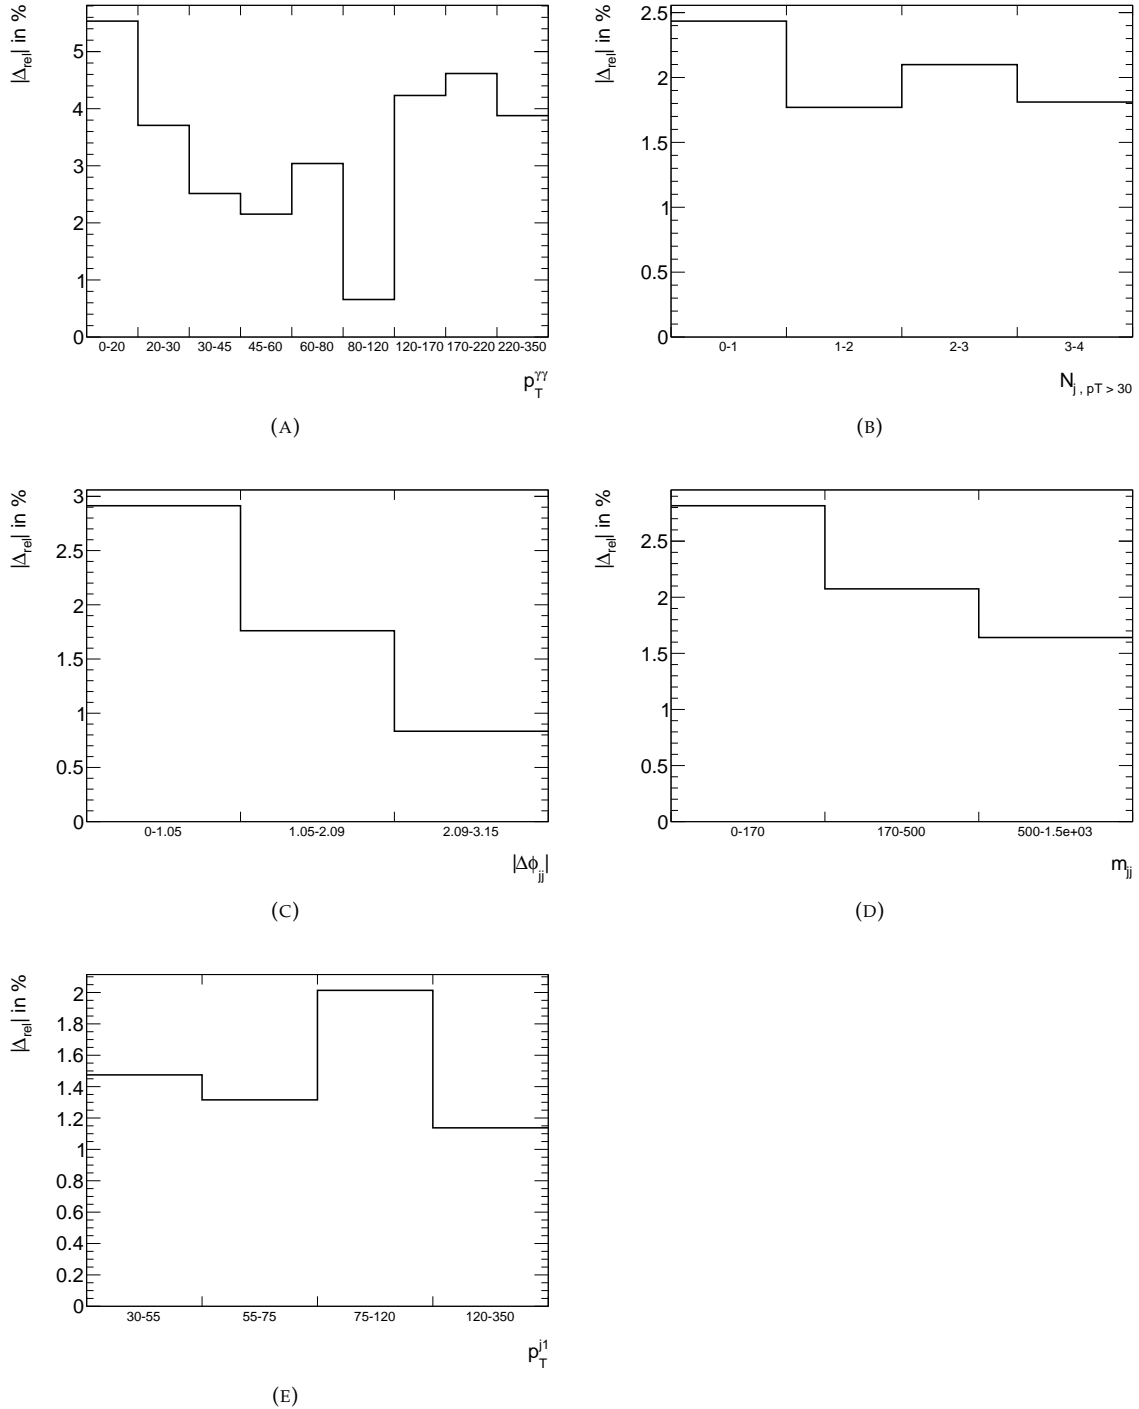 |Δrel| in %
5
4
3
2
1
0
0-20 20-30 30-45 45-60 60-80 80-120 120-170 170-220 220-350
p_T^γγ
(A)
|Δrel| in %
2.5
2
1.5
1
0.5
0
0-1 1-2 2-3 3-4
N_j , pT > 30
(B)
|Δrel| in %
3
2.5
2
1.5
1
0.5
0
0-1.05 1.05-2.09 2.09-3.15
|Δϕ_jj|
(C)
|Δrel| in %
2.5
2
1.5
1
0.5
0
0-170 170-500 500-1.5e+03
m_jj
(D)
|Δrel| in %
2
1.8
1.6
1.4
1.2
1
0.8
0.6
0.4
0.2
0
30-55 55-75 75-120 120-350
p_T^j1
(E)